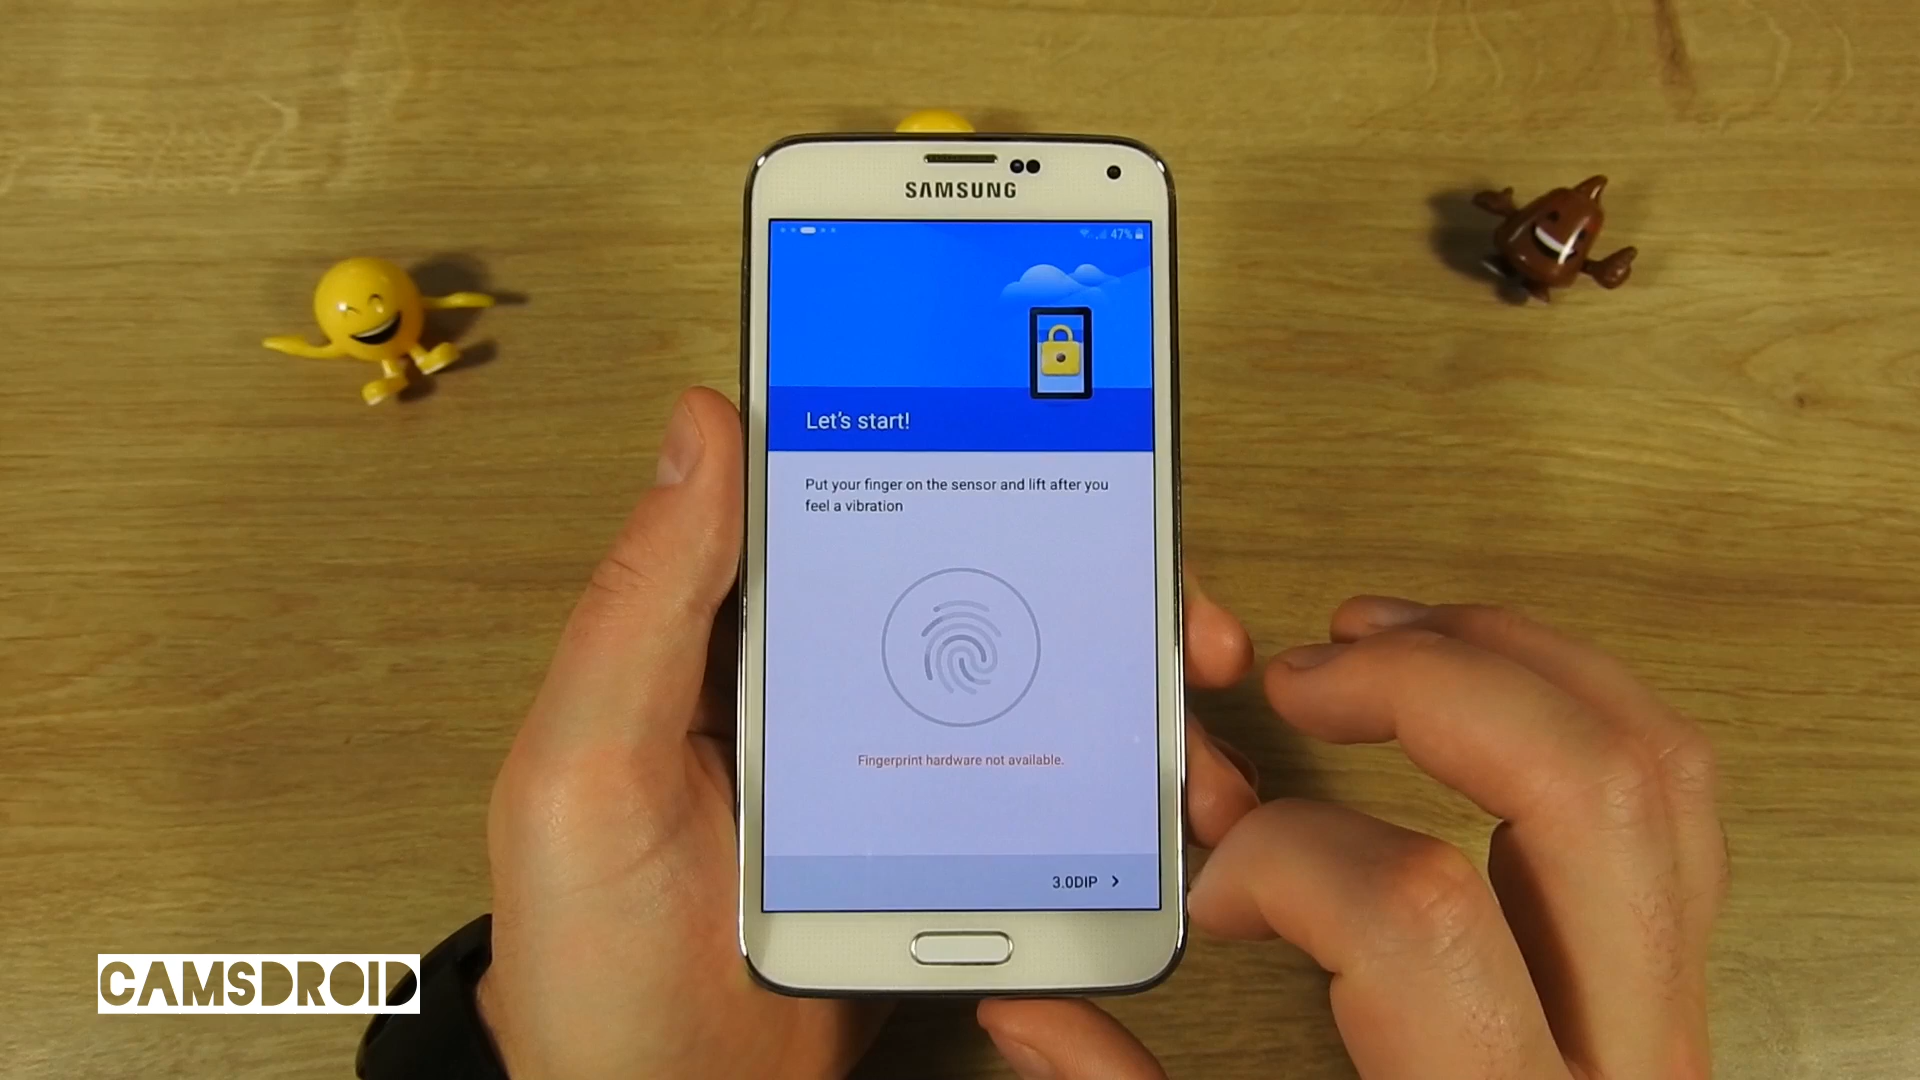 SAMSUNG
47%
Let's start!
Put your finger on the sensor and lift after you
feel a vibration
Fingerprint hardware not available.
3.0DIP
CAMSDROID